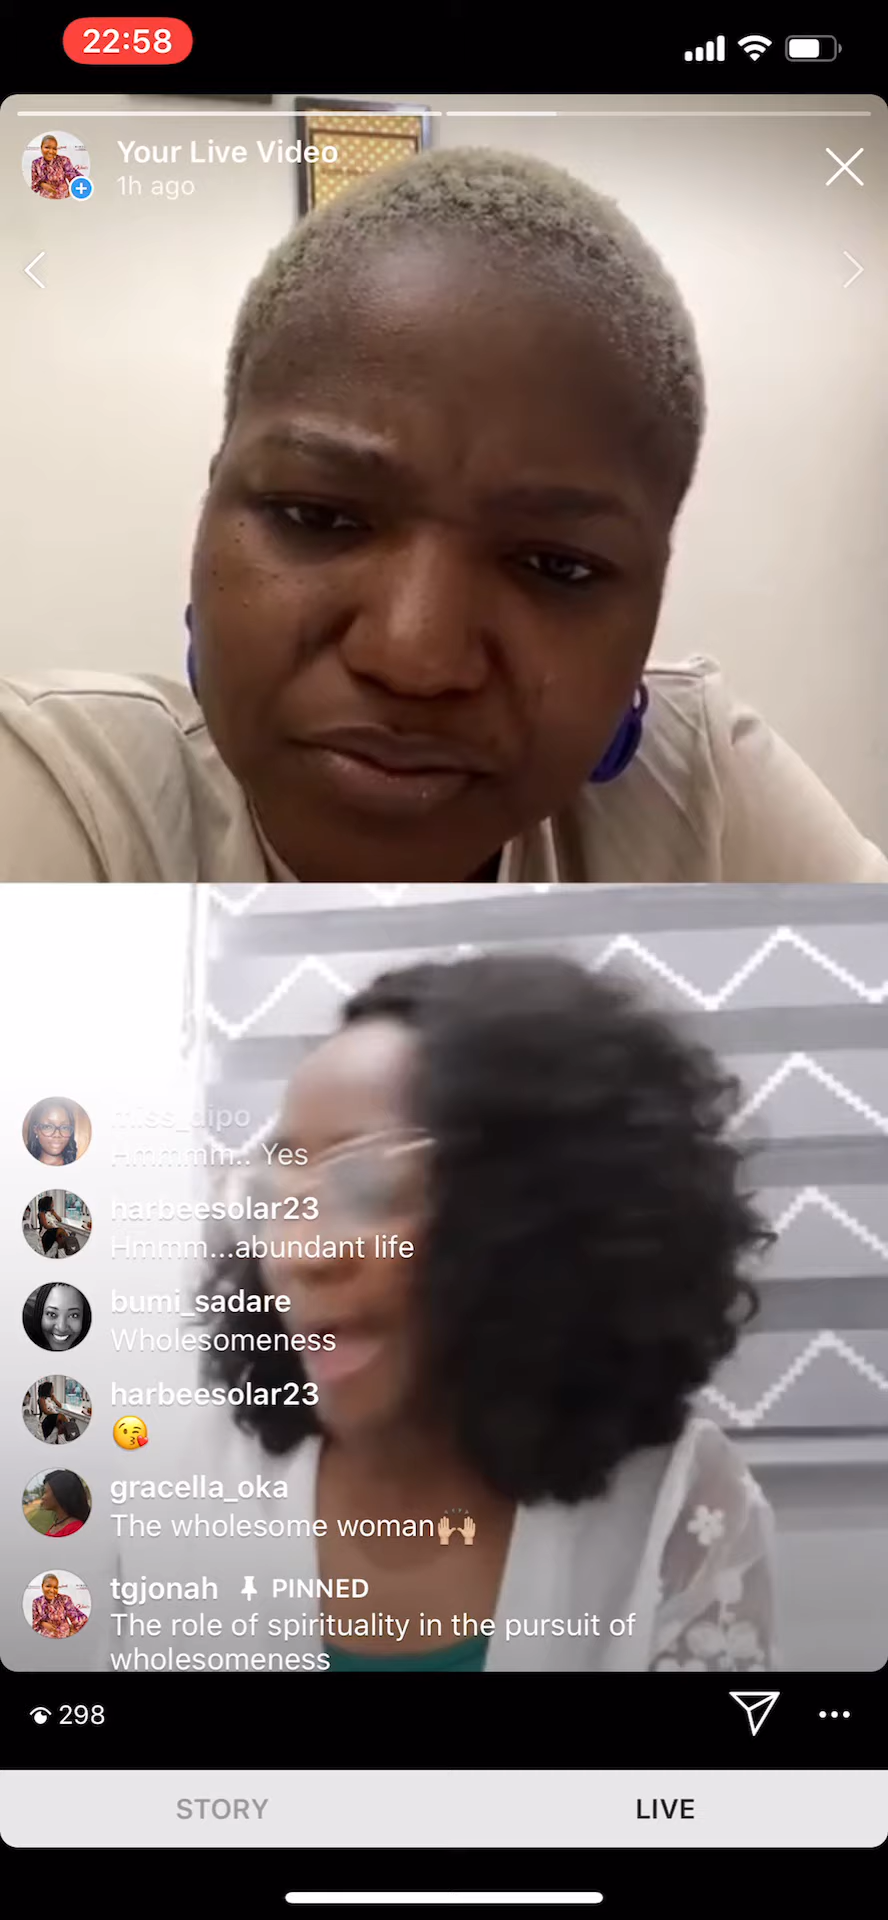 22:58
Your Live Video
1h ago
miss_dipo
Hmmmm.. Yes
harbeesolar23
Hmmm...abundant life
bumi_sadare
Wholesomeness
harbeesolar23
😘
gracella_oka
The wholesome woman🙌🏼
tgjonah PINNED
The role of spirituality in the pursuit of
wholesomeness
298
STORY
LIVE